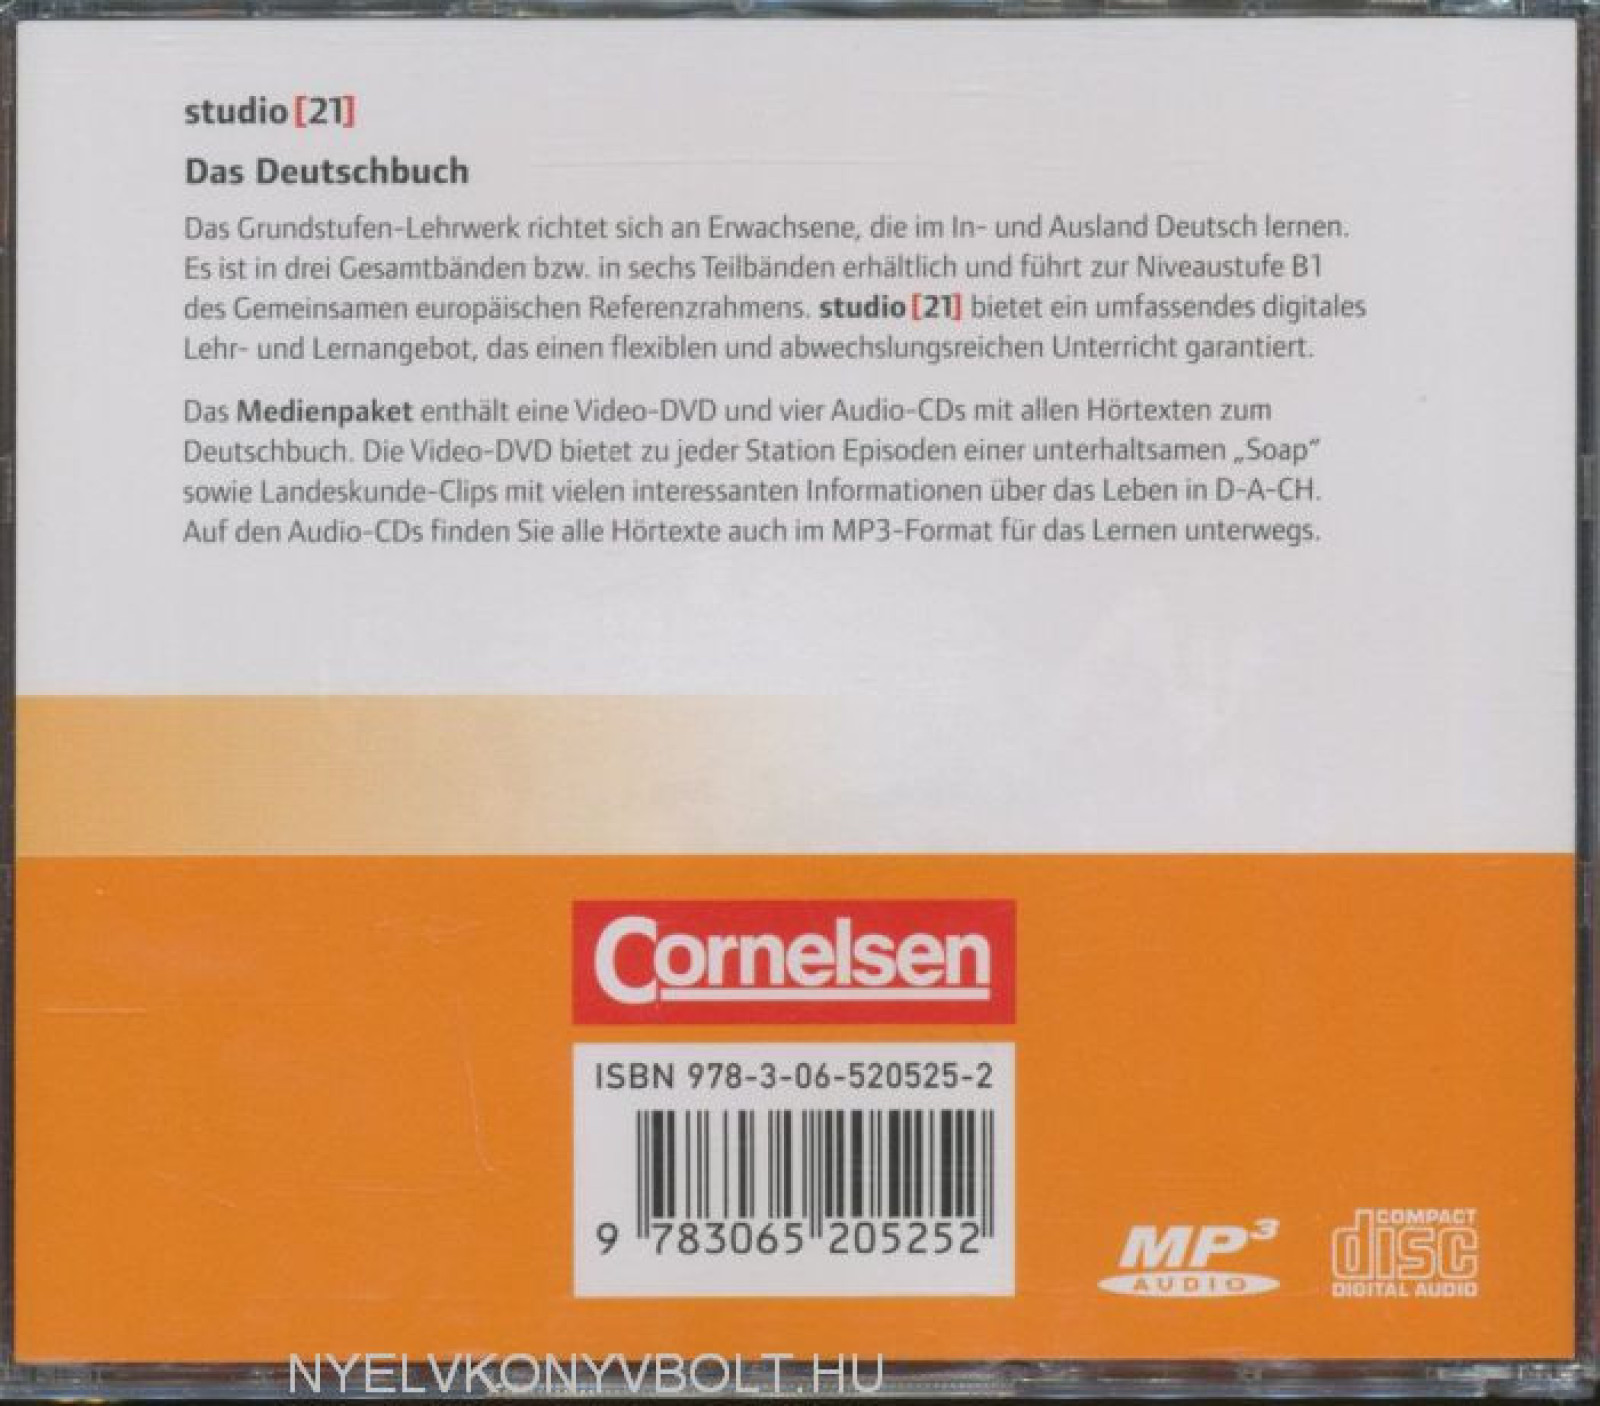 studio [21]
Das Deutschbuch
Das Grundstufen-Lehrwerk richtet sich an Erwachsene, die im In- und Ausland Deutsch lernen.
Es ist in drei Gesamtbänden bzw. in sechs Teilbänden erhältlich und führt zur Niveaustufe B1
des Gemeinsamen europäischen Referenzrahmens. studio [21] bietet ein umfassendes digitales
Lehr- und Lernangebot, das einen flexiblen und abwechslungsreichen Unterricht garantiert.
Das Medienpaket enthält eine Video-DVD und vier Audio-CDs mit allen Hörtexten zum
Deutschbuch. Die Video-DVD bietet zu jeder Station Episoden einer unterhaltsamen „Soap“
sowie Landeskunde-Clips mit vielen interessanten Informationen über das Leben in D-A-CH.
Auf den Audio-CDs finden Sie alle Hörtexte auch im MP3-Format für das Lernen unterwegs.
Cornelsen
ISBN 978-3-06-520525-2
9 783065 205252
MP3
AUDIO
COMPACT
disc
DIGITAL AUDIO
NYELVKONYVBOLT.HU